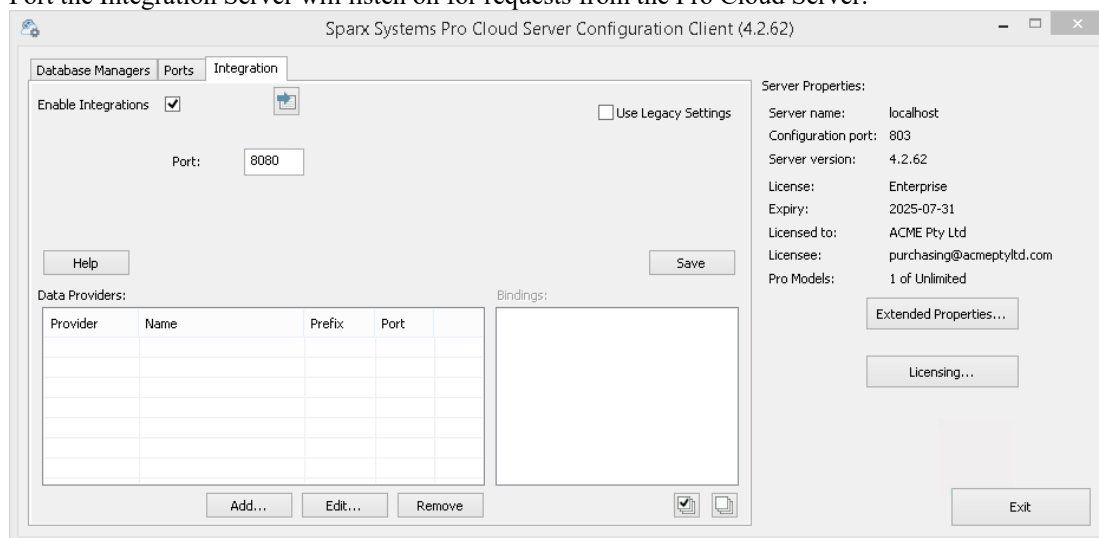 Port the Integration Server will listen on for requests from the Pro Cloud Server.
Sparx Systems Pro Cloud Server Configuration Client (4.2.62)
Database Managers Ports Integration
Enable Integrations
Use Legacy Settings
Port: 8080
Help
Save
Data Providers:
Bindings:
Provider Name Prefix Port
Add... Edit... Remove
Server Properties:
Server name: localhost
Configuration port: 803
Server version: 4.2.62
License: Enterprise
Expiry: 2025-07-31
Licensed to: ACME Pty Ltd
Licensee: purchasing@acmeptyltd.com
Pro Models: 1 of Unlimited
Extended Properties...
Licensing...
Exit